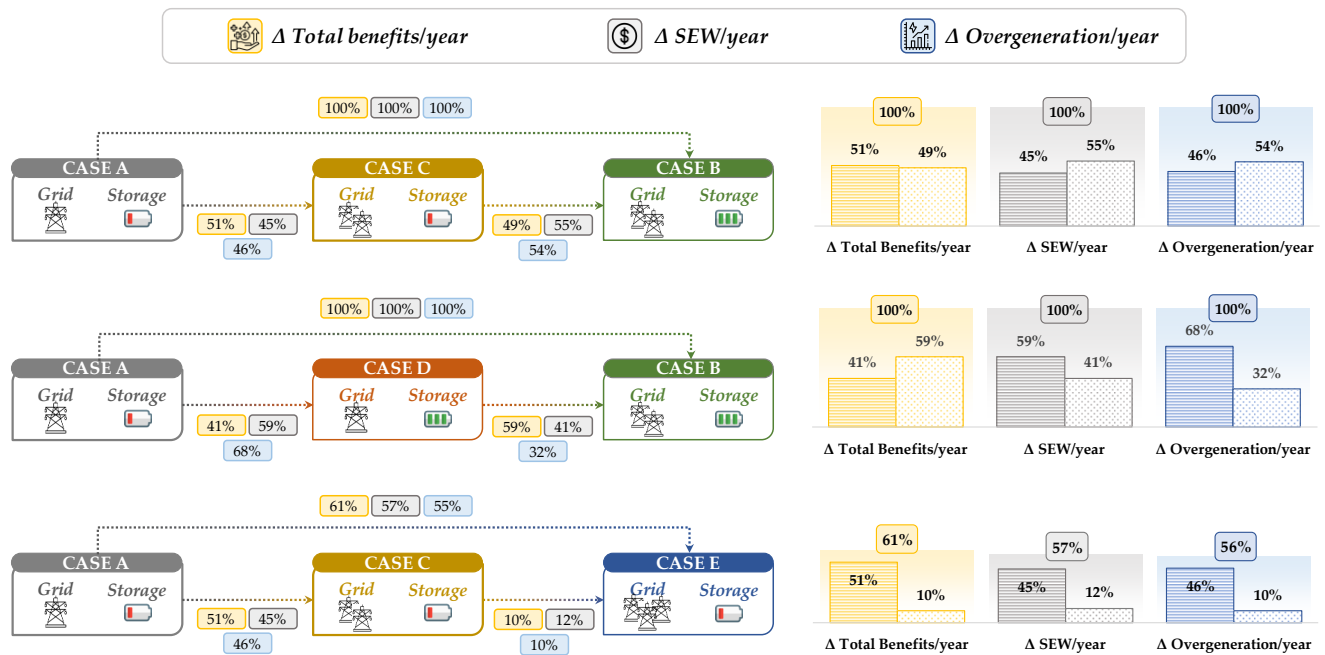 Δ Total benefits/year Δ SEW/year Δ Overgeneration/year
100% 100% 100%
CASE A CASE C CASE B
Grid Storage Grid Storage Grid Storage
51% 45% 49% 55%
46% 54%
100% 100% 100%
51% 49% 45% 55% 46% 54%
Δ Total Benefits/year Δ SEW/year Δ Overgeneration/year
100% 100% 100%
CASE A CASE D CASE B
Grid Storage Grid Storage Grid Storage
41% 59% 59% 41%
68% 32%
100% 100% 100%
41% 59% 59% 41% 68% 32%
Δ Total Benefits/year Δ SEW/year Δ Overgeneration/year
61% 57% 55%
CASE A CASE C CASE E
Grid Storage Grid Storage Grid Storage
51% 45% 10% 12%
46% 10%
61% 57% 56%
51% 10% 45% 12% 46% 10%
Δ Total Benefits/year Δ SEW/year Δ Overgeneration/year